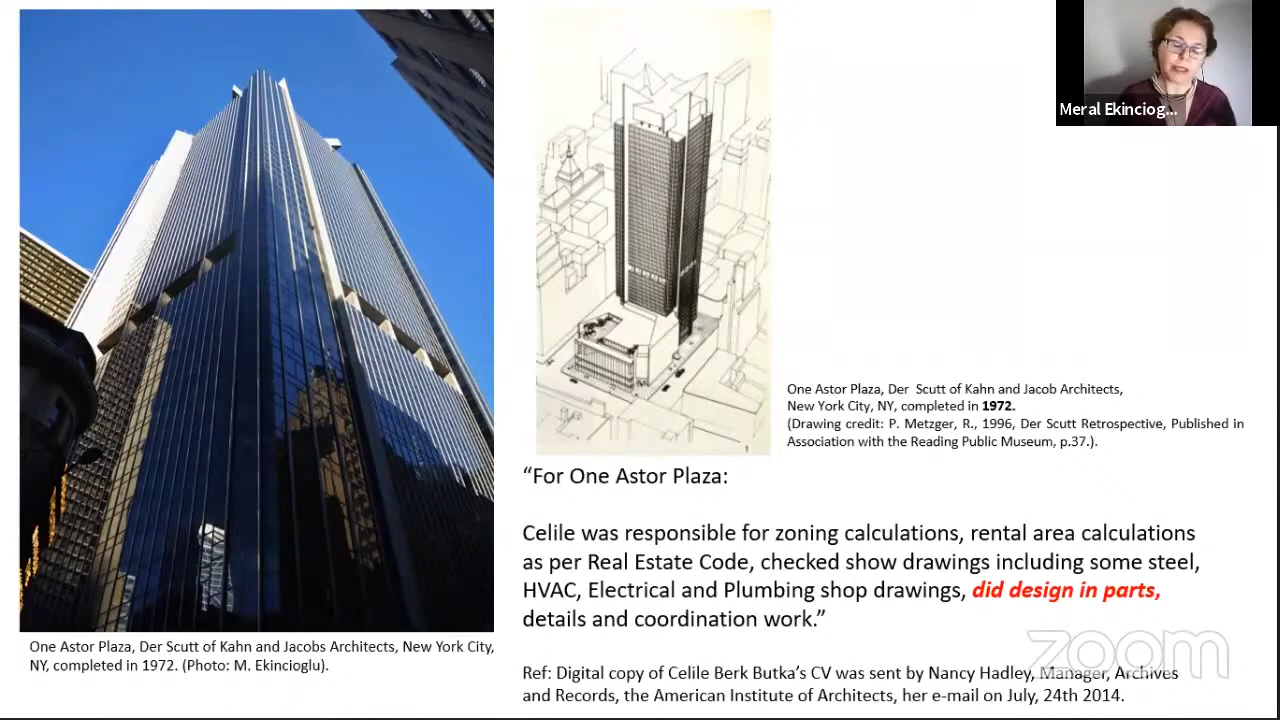 Meral Ekinciog...
One Astor Plaza, Der  Scutt of Kahn and Jacob Architects,
New York City, NY, completed in 1972.
(Drawing credit: P. Metzger, R., 1996, Der Scutt Retrospective, Published in
Association with the Reading Public Museum, p.37.).
“For One Astor Plaza:
Celile was responsible for zoning calculations, rental area calculations
as per Real Estate Code, checked show drawings including some steel,
HVAC, Electrical and Plumbing shop drawings, did design in parts,
details and coordination work.”
One Astor Plaza, Der Scutt of Kahn and Jacobs Architects, New York City,
NY, completed in 1972. (Photo: M. Ekincioglu).
zoom
Ref: Digital copy of Celile Berk Butka’s CV was sent by Nancy Hadley, Manager, Archives
and Records, the American Institute of Architects, her e-mail on July, 24th 2014.